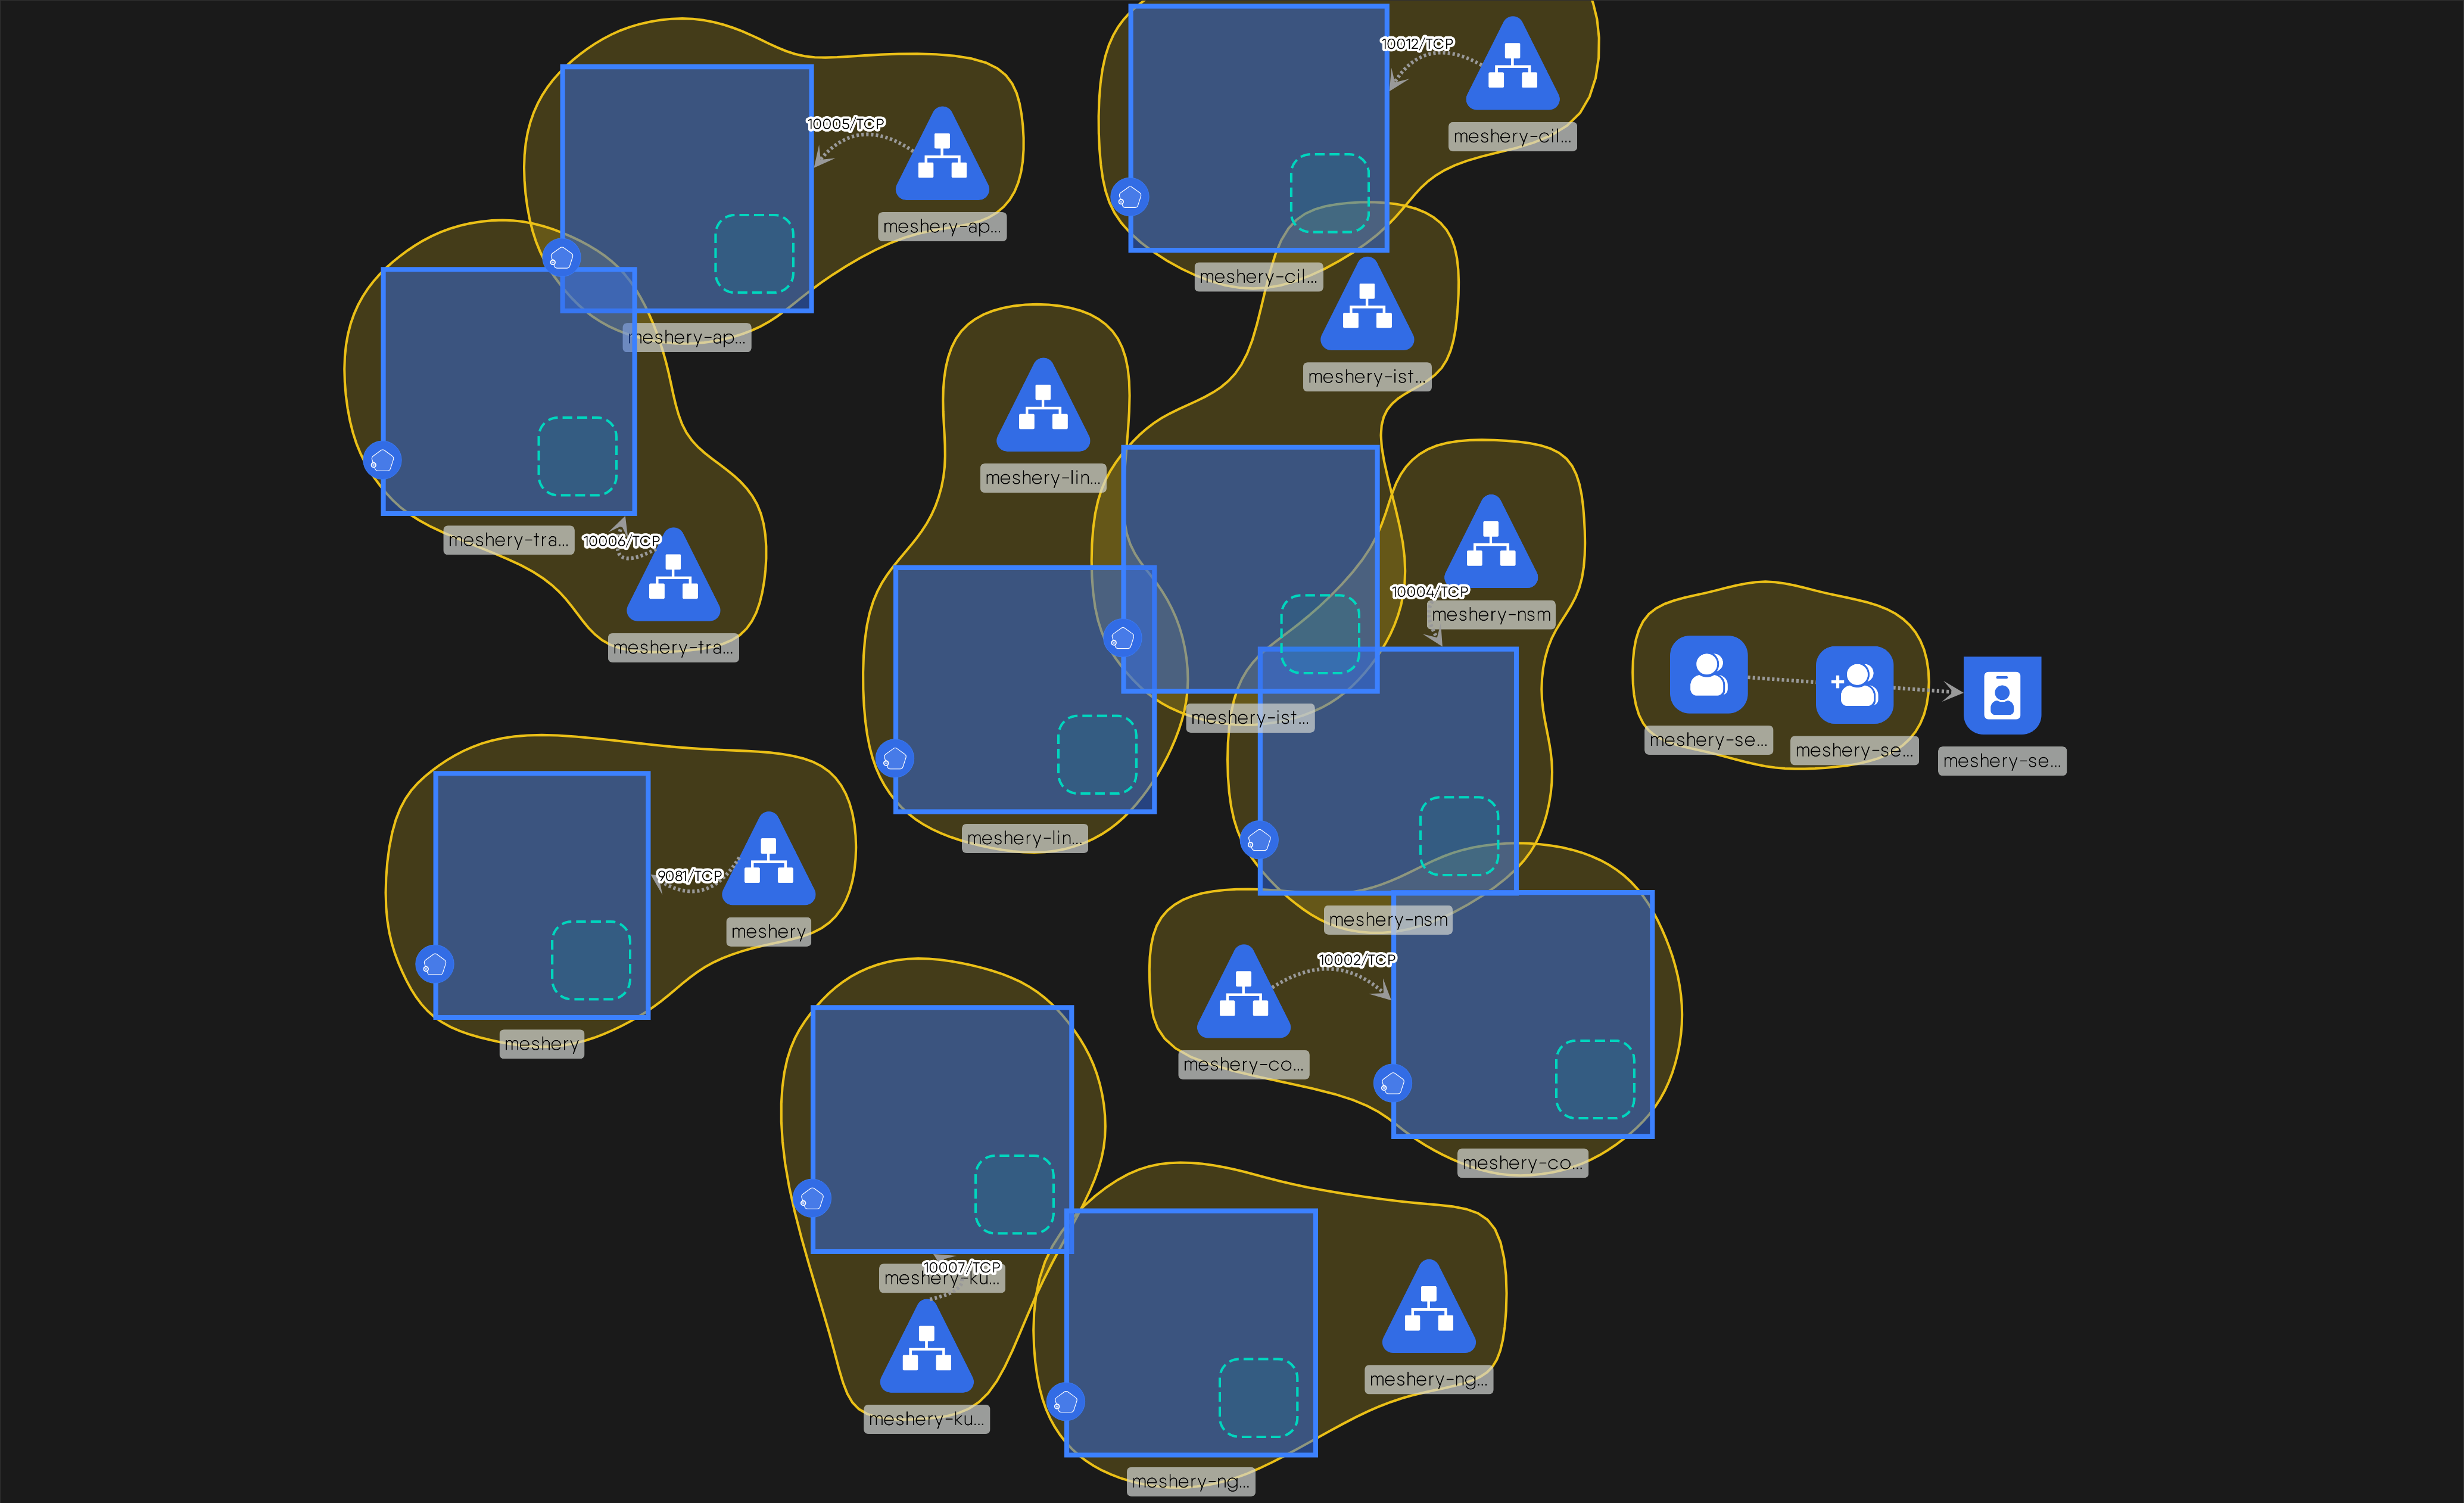 10012/TCP
meshery-cil...
10005/TCP
meshery-ap...
meshery-cil...
meshery-ap...
meshery-ist...
meshery-lin...
meshery-tra...
10006/TCP
10004/TCP
meshery-nsm
meshery-tra...
meshery-ist...
meshery-se...
meshery-se...
meshery-se...
meshery-lin...
9081/TCP
meshery
meshery-nsm
10002/TCP
meshery
meshery-co...
meshery-co...
10007/TCP
meshery-ku...
meshery-ng...
meshery-ku...
meshery-ng...